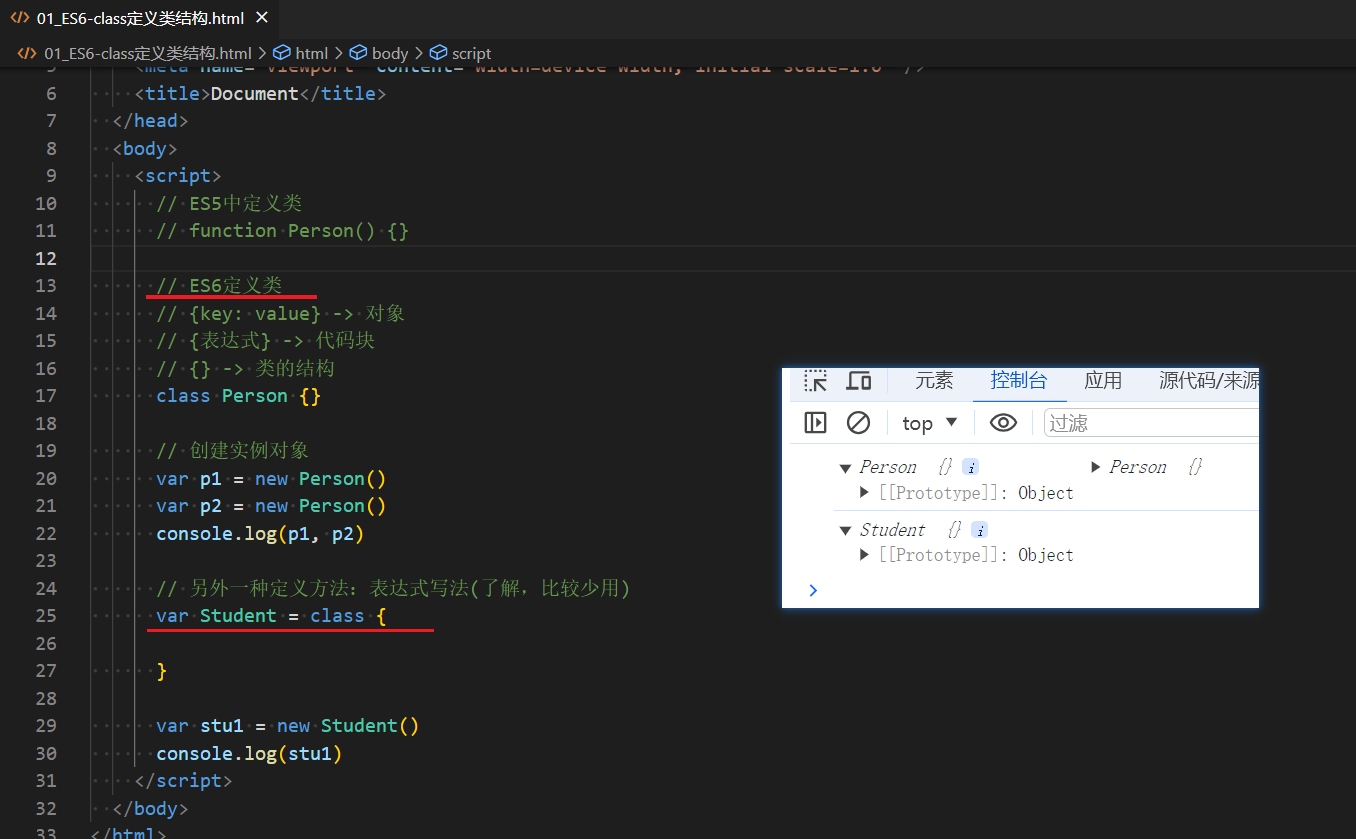 01_ES6-class定义类结构.html
01_ES6-class定义类结构.html > html > body > script
5 <meta name="viewport" content="width=device-width, initial-scale=1.0" />
6 <title>Document</title>
7 </head>
8 <body>
9 <script>
10 // ES5中定义类
11 // function Person() {}
12
13 // ES6定义类
14 // {key: value} -> 对象
15 // {表达式} -> 代码块
16 // {} -> 类的结构
17 class Person {}
18
19 // 创建实例对象
20 var p1 = new Person()
21 var p2 = new Person()
22 console.log(p1, p2)
23
24 // 另外一种定义方法: 表达式写法(了解, 比较少用)
25 var Student = class {
26
27 }
28
29 var stu1 = new Student()
30 console.log(stu1)
31 </script>
32 </body>
33 </html>
元素 控制台 应用 源代码/来源
top 过滤
Person {} i Person {}
[[Prototype]]: Object
Student {} i
[[Prototype]]: Object